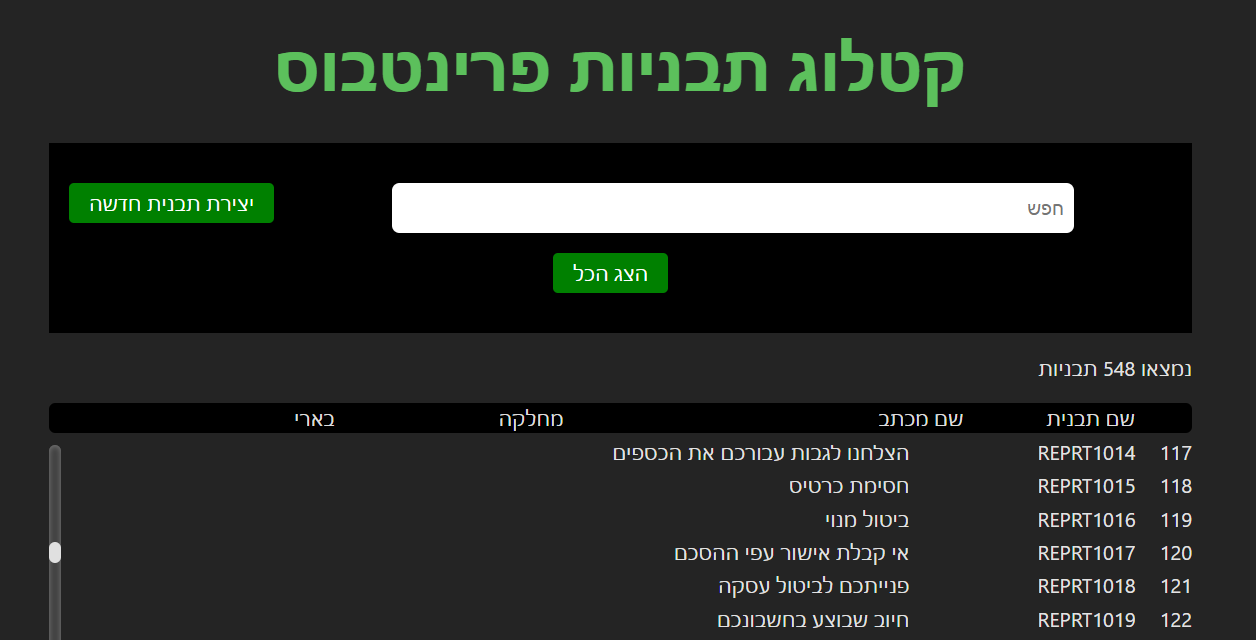 קטלוג תבניות פרינטבוס
חפש
יצירת תבנית חדשה
הצג הכל
נמצאו 548 תבניות
שם תבנית שם מכתב מחלקה בארי
117 REPRT1014 הצלחנו לגבות עבורכם את הכספים
118 REPRT1015 חסימת כרטיס
119 REPRT1016 ביטול מנוי
120 REPRT1017 אי קבלת אישור עפי ההסכם
121 REPRT1018 פנייתכם לביטול עסקה
122 REPRT1019 חיוב שבוצע בחשבונכם